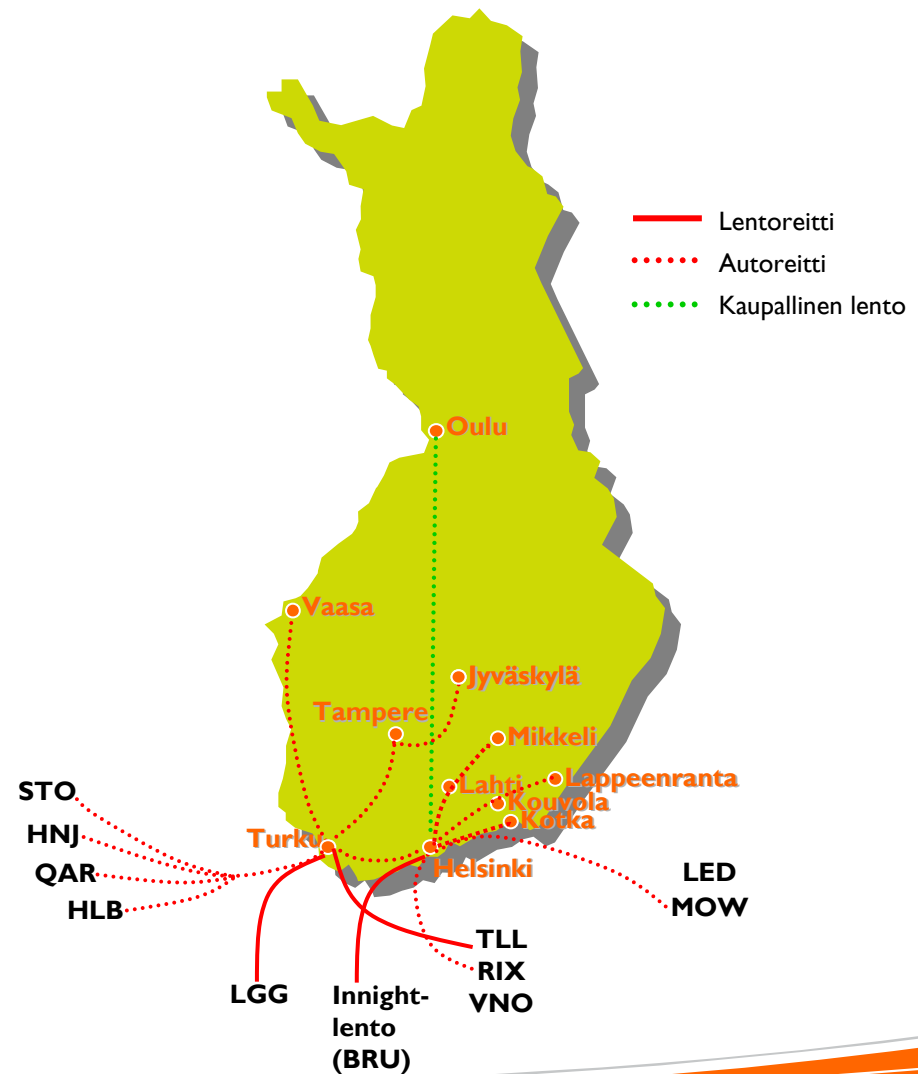 Lentoreitti
Autoreitti
Kaupallinen lento
Oulu
Vaasa
Jyväskylä
Tampere
Mikkeli
Lahti
Lappeenranta
Kouvola
Kotka
Turku
Helsinki
STO
HNJ
QAR
HLB
LED
MOW
TLL
RIX
VNO
LGG
Innight-
lento
(BRU)